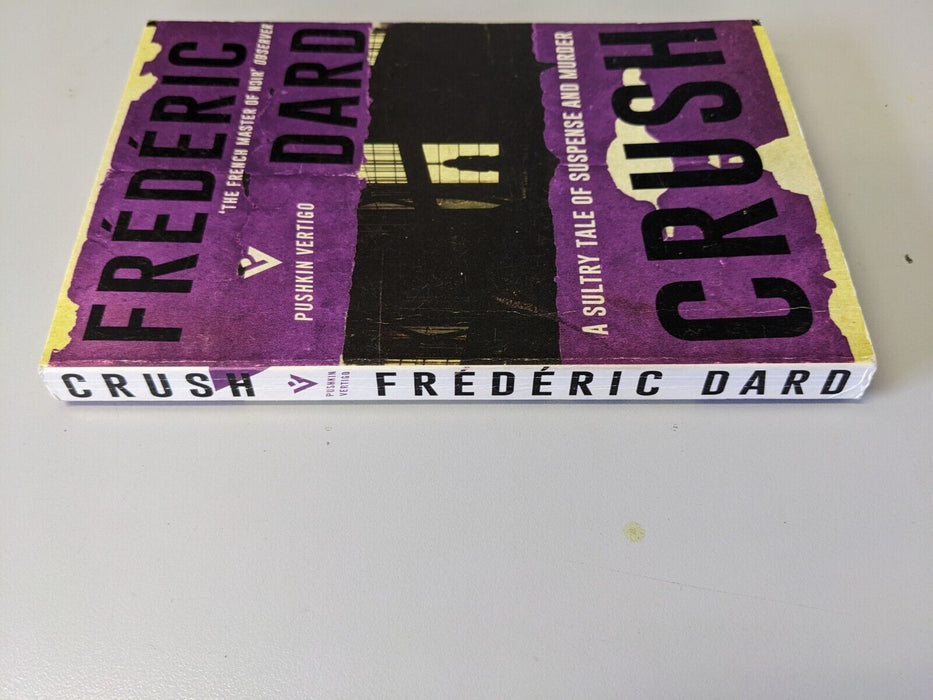 FRÉDÉRIC
'THE FRENCH MASTER OF NOIR' OBSERVER
DARD
PUSHKIN VERTIGO
A SULTRY TALE OF SUSPENSE AND MURDER
CRUSH
CRUSH
PUSHKIN
VERTIGO
FRÉDÉRIC DARD